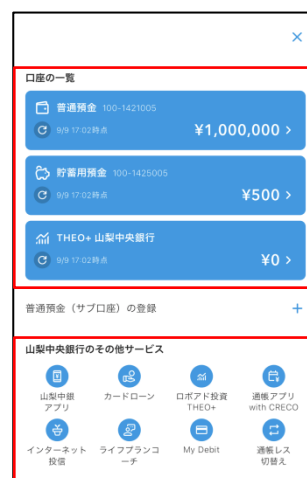 口座の一覧
普通預金 100-1421005
9/9 17:02時点 ¥1,000,000 >
貯蓄用預金 100-1425005
9/9 17:02時点 ¥500 >
THEO+ 山梨中央銀行
9/9 17:02時点 ¥0 >
普通預金（サブ口座）の登録 +
山梨中央銀行のその他サービス
山梨中銀
アプリ
カードローン
ロボアド投資
THEO+
通帳アプリ
with CRECO
インターネット
投信
ライフプランコ
ーチ
My Debit
通帳レス
切替え